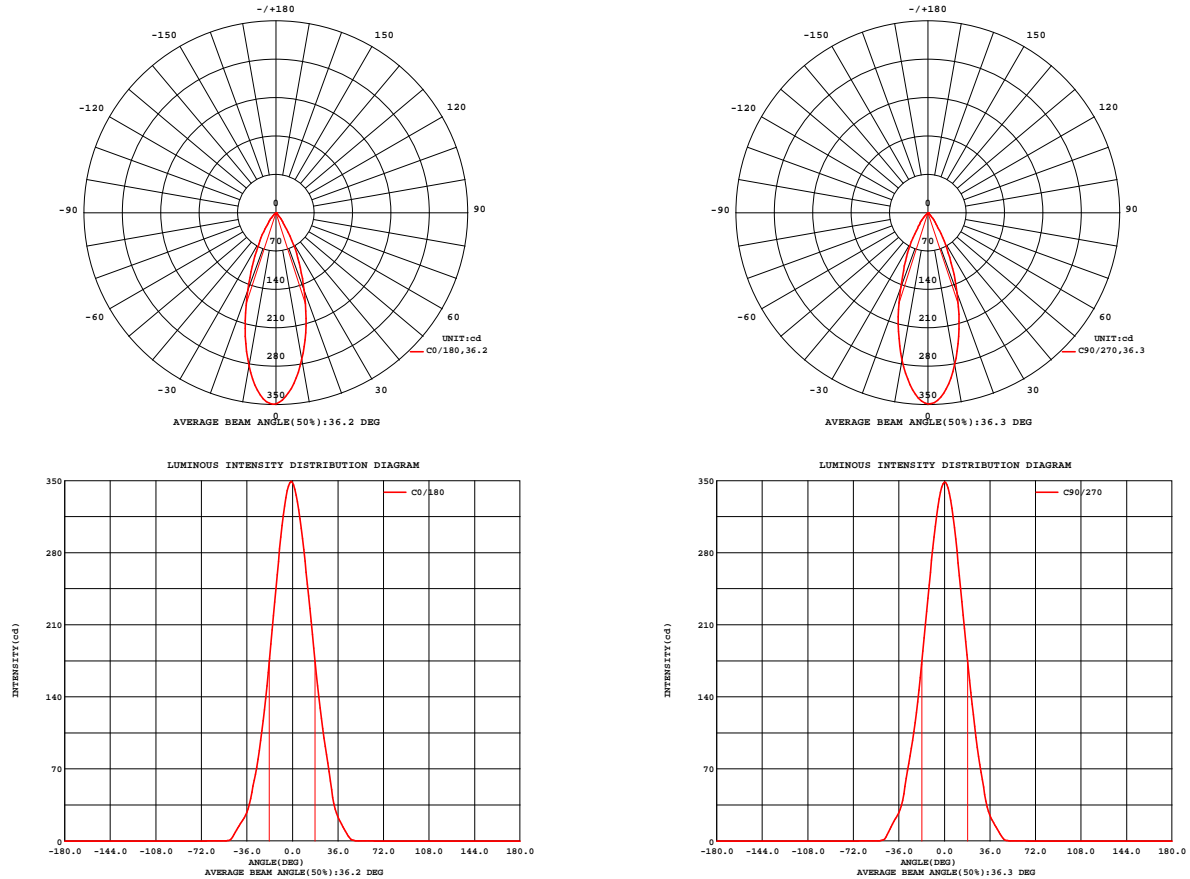 -/+180
-150 150
-120 120
-90 90
-60 60
-30 30
0
70
140
210
280
350
0
UNIT:cd
C0/180,36.2
AVERAGE BEAM ANGLE(50%):36.2 DEG
-/+180
-150 150
-120 120
-90 90
-60 60
-30 30
0
70
140
210
280
350
0
UNIT:cd
C90/270,36.3
AVERAGE BEAM ANGLE(50%):36.3 DEG
LUMINOUS INTENSITY DISTRIBUTION DIAGRAM
C0/180
INTENSITY(cd)
350
280
210
140
70
0
-180.0 -144.0 -108.0 -72.0 -36.0 0.0 36.0 72.0 108.0 144.0 180.0
ANGLE(DEG)
AVERAGE BEAM ANGLE(50%):36.2 DEG
LUMINOUS INTENSITY DISTRIBUTION DIAGRAM
C90/270
INTENSITY(cd)
350
280
210
140
70
0
-180.0 -144.0 -108.0 -72.0 -36.0 0.0 36.0 72.0 108.0 144.0 180.0
ANGLE(DEG)
AVERAGE BEAM ANGLE(50%):36.3 DEG